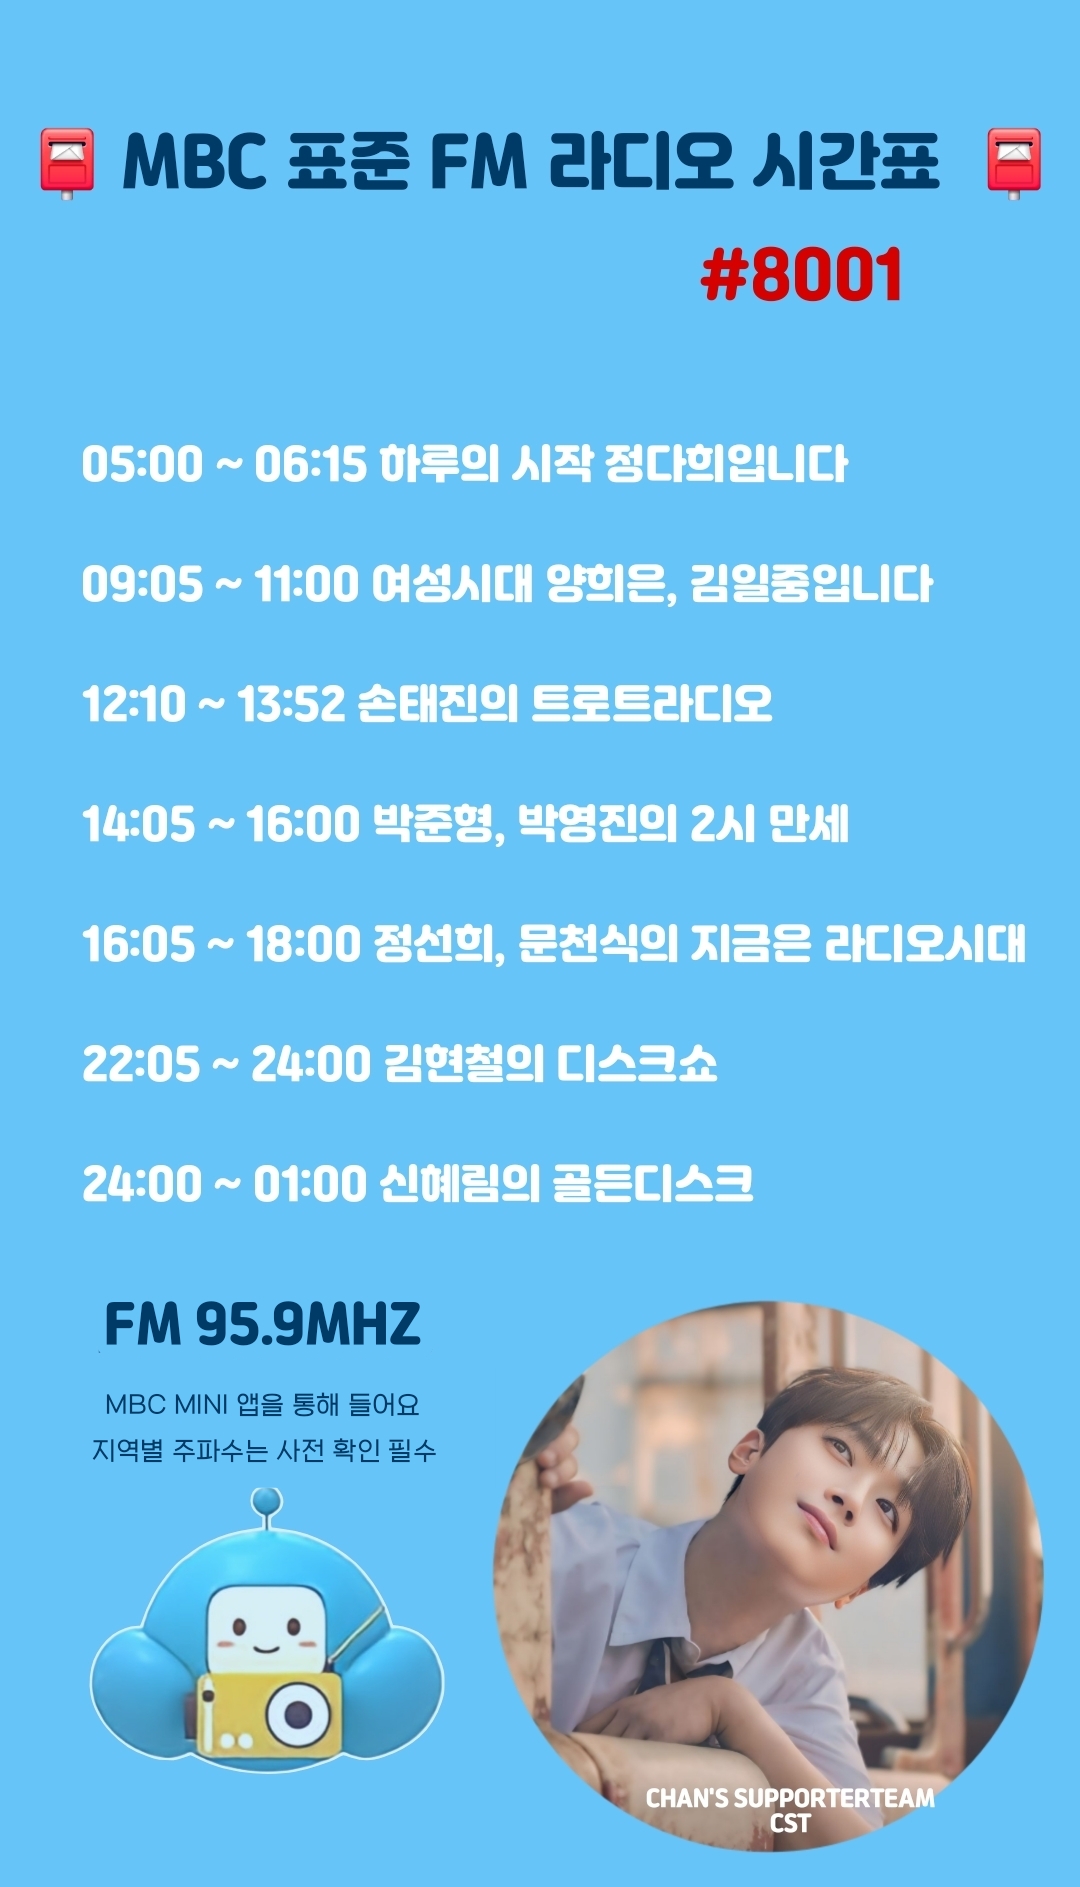 MBC 표준 FM 라디오 시간표
#8001
05:00 ~ 06:15 하루의 시작 정다희입니다
09:05 ~ 11:00 여성시대 양희은, 김일중입니다
12:10 ~ 13:52 손태진의 트로트라디오
14:05 ~ 16:00 박준형, 박영진의 2시 만세
16:05 ~ 18:00 정선희, 문천식의 지금은 라디오시대
22:05 ~ 24:00 김현철의 디스크쇼
24:00 ~ 01:00 신혜림의 골든디스크
FM 95.9MHZ
MBC MINI 앱을 통해 들어요
지역별 주파수는 사전 확인 필수
CHAN'S SUPPORTERTEAM
CST